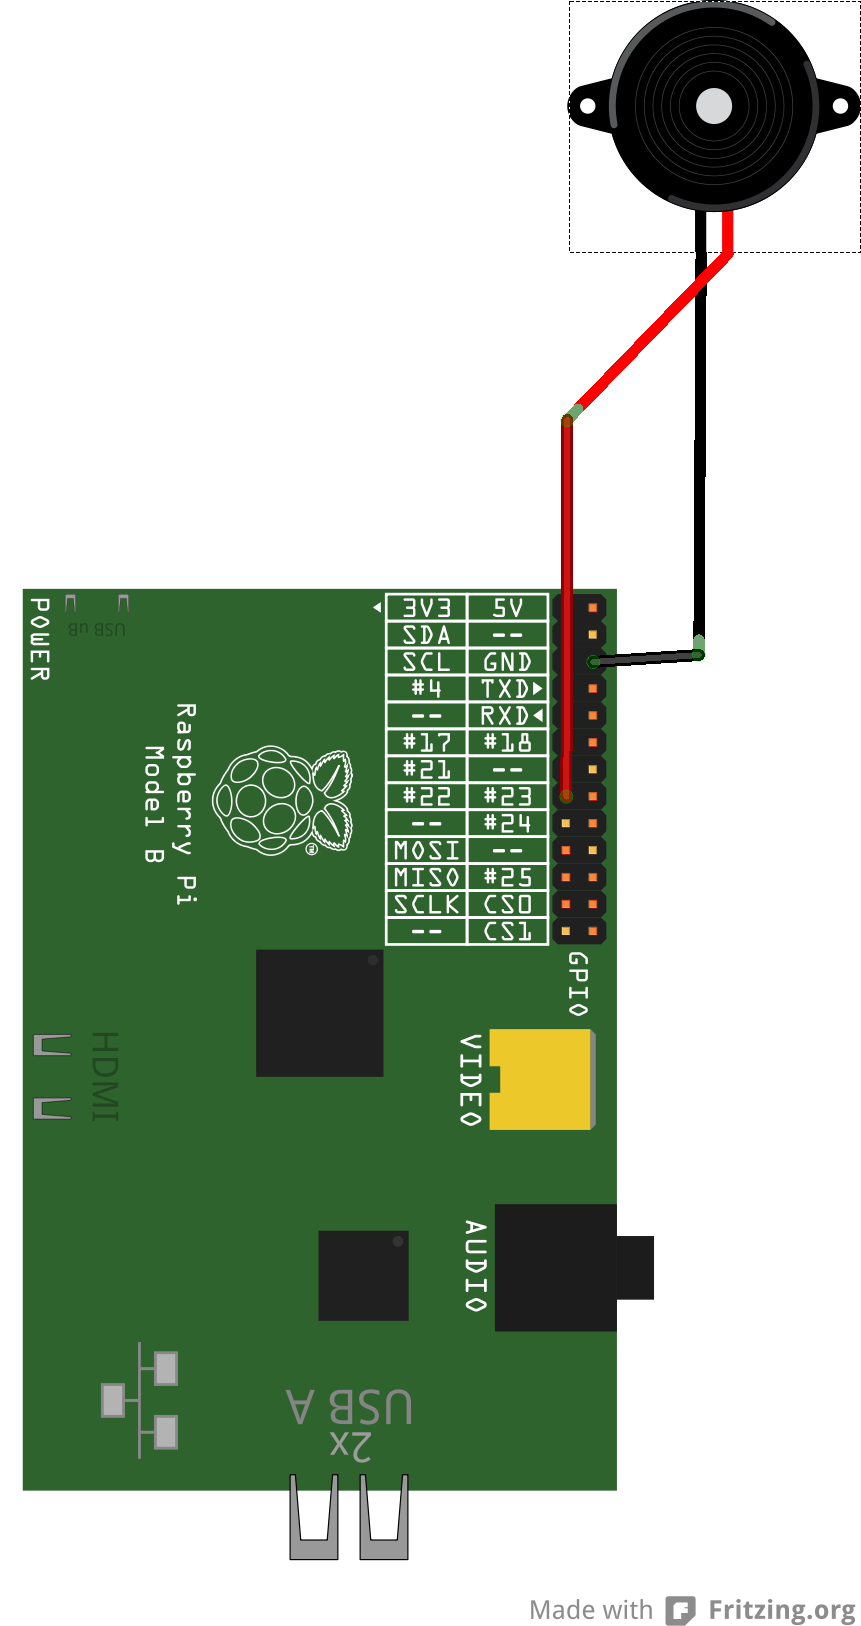 POWER
USB uB
3V3 5V
SDA --
SCL GND
#4 TXD
-- RXD
#17 #18
#21 --
#22 #23
-- #24
MOSI --
MISO #25
SCLK CS0
-- CS1
Raspberry Pi
Model B
TM
GPIO
HDMI
VIDEO
AUDIO
USB A
2x
Made with Fritzing.org